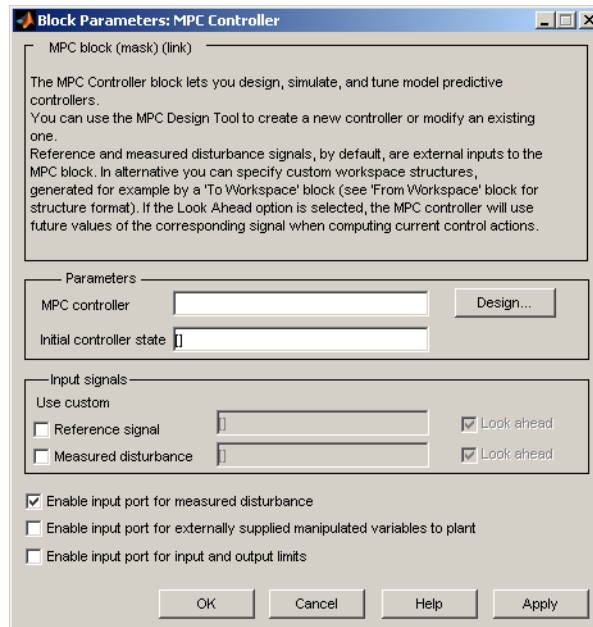 Block Parameters: MPC Controller
MPC block (mask) (link)
The MPC Controller block lets you design, simulate, and tune model predictive
controllers.
You can use the MPC Design Tool to create a new controller or modify an existing
one.
Reference and measured disturbance signals, by default, are external inputs to the
MPC block. In alternative you can specify custom workspace structures,
generated for example by a 'To Workspace' block (see 'From Workspace' block for
structure format). If the Look Ahead option is selected, the MPC controller will use
future values of the corresponding signal when computing current control actions.
Parameters
MPC controller Design...
Initial controller state []
Input signals
Use custom
Reference signal [] Look ahead
Measured disturbance [] Look ahead
Enable input port for measured disturbance
Enable input port for externally supplied manipulated variables to plant
Enable input port for input and output limits
OK Cancel Help Apply